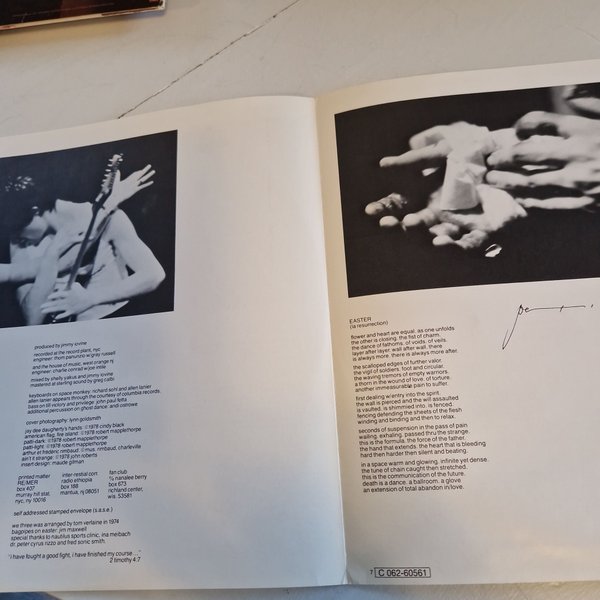 produced by jimmy iovine
recorded at the record plant, nyc
engineer: thom panunzio w/gray russell
and the house of music, west orange nj
engineer: charlie conrad w/joe intile
mixed by shelly yakus and jimmy iovine
mastered at sterling sound by greg calbi
keyboards on space monkey: richard sohl and allen lanier
allen lanier appears through the courtesy of columbia records.
bass on till victory and privilege: john paul fetta
additional percussion on ghost dance: andi ostrowe
cover photography: lynn goldsmith
jay dee daugherty's hands: ©1978 cindy black
american flag, fire island: ©1978 robert mapplethorpe
patti-dark: ©1978 robert mapplethorpe
patti-light: ©1978 robert mapplethorpe
arthur et frédéric rimbaud: ©mus. rimbaud, charleville
ain't it strange: ©1978 john roberts
insert design: maude gilman
printed matter
RE/MER
box 407
murray hill stat.
nyc, ny 10016
inter-restial corr.
radio ethiopia
box 188
mantua, nj 08051
fan club
% nanalee berry
box 673
richland center,
wis. 53581
self addressed stamped envelope (s.a.s.e.)
we three was arranged by tom verlaine in 1974
bagpipes on easter: jim maxwell
special thanks to nautilus sports clinic, ina meibach
dr. peter cyrus rizzo and fred sonic smith.
"i have fought a good fight, i have finished my course...."
2 timothy 4:7
EASTER
(la resurrection)
flower and heart are equal. as one unfolds
the other is closing. the fist of charm.
the dance of fathoms. of voids. of veils.
layer after layer. wall after wall. there
is always more. there is always more after.
the scalloped edges of further valor.
the vigil of soldiers. foot and circular.
the waving tremors of empty warriors.
a thorn in the wound of love. of torture.
another immeasurable pain to suffer.
first dealing w/entry into the spirit
the wall is pierced and the will assaulted.
is vaulted. is shimmied into. is fenced.
fencing defending the sheets of the flesh
winding and binding and then to relax.
seconds of suspension in the pass of pain
wailing, exhaling. passed thru the strange.
this is the formula. the force of the father.
the hand that extends. the heart that is bleeding
hard then harder then silent and beating.
in a space warm and glowing. infinite yet dense.
the tune of chain caught then stretched.
this is the communication of the future.
death is a dance. a ballroom. a glove
an extension of total abandon in/love.
7 C 062-60561